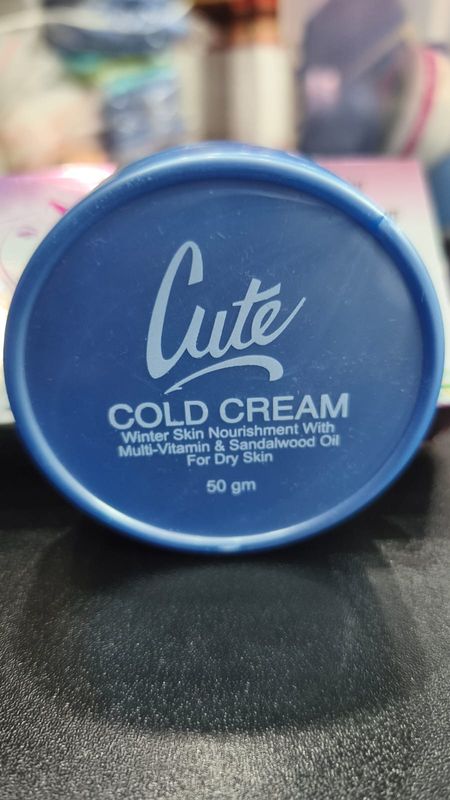 Cute
COLD CREAM
Winter Skin Nourishment With
Multi-Vitamin & Sandalwood Oil
For Dry Skin
50 gm